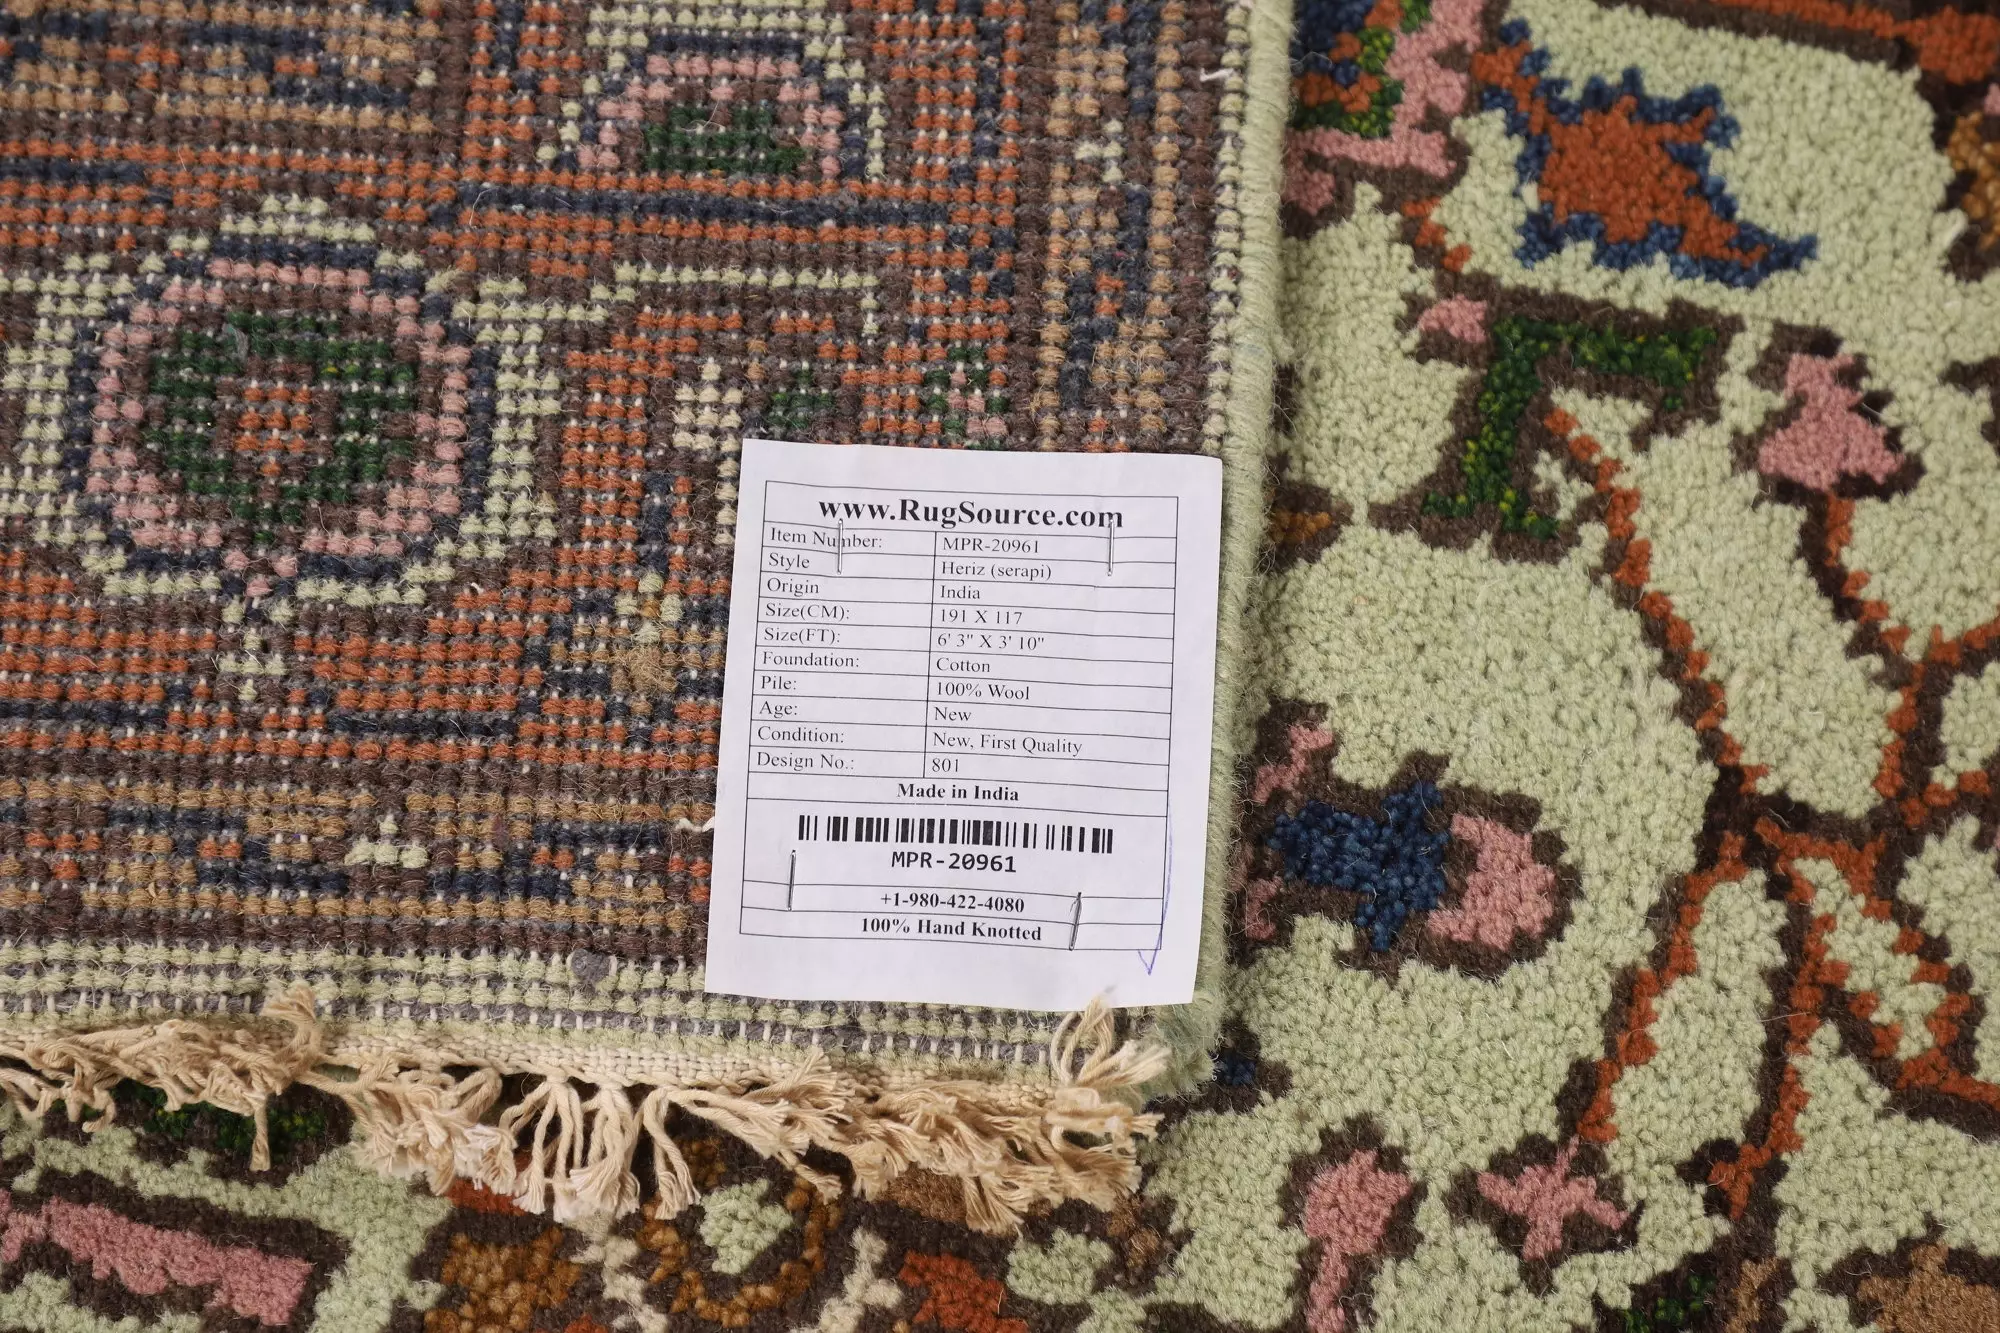 www.RugSource.com
Item Number: MPR-20961
Style Heriz (serapi)
Origin India
Size(CM): 191 X 117
Size(FT): 6' 3" X 3' 10"
Foundation: Cotton
Pile: 100% Wool
Age: New
Condition: New, First Quality
Design No.: 801
Made in India
MPR-20961
+1-980-422-4080
100% Hand Knotted